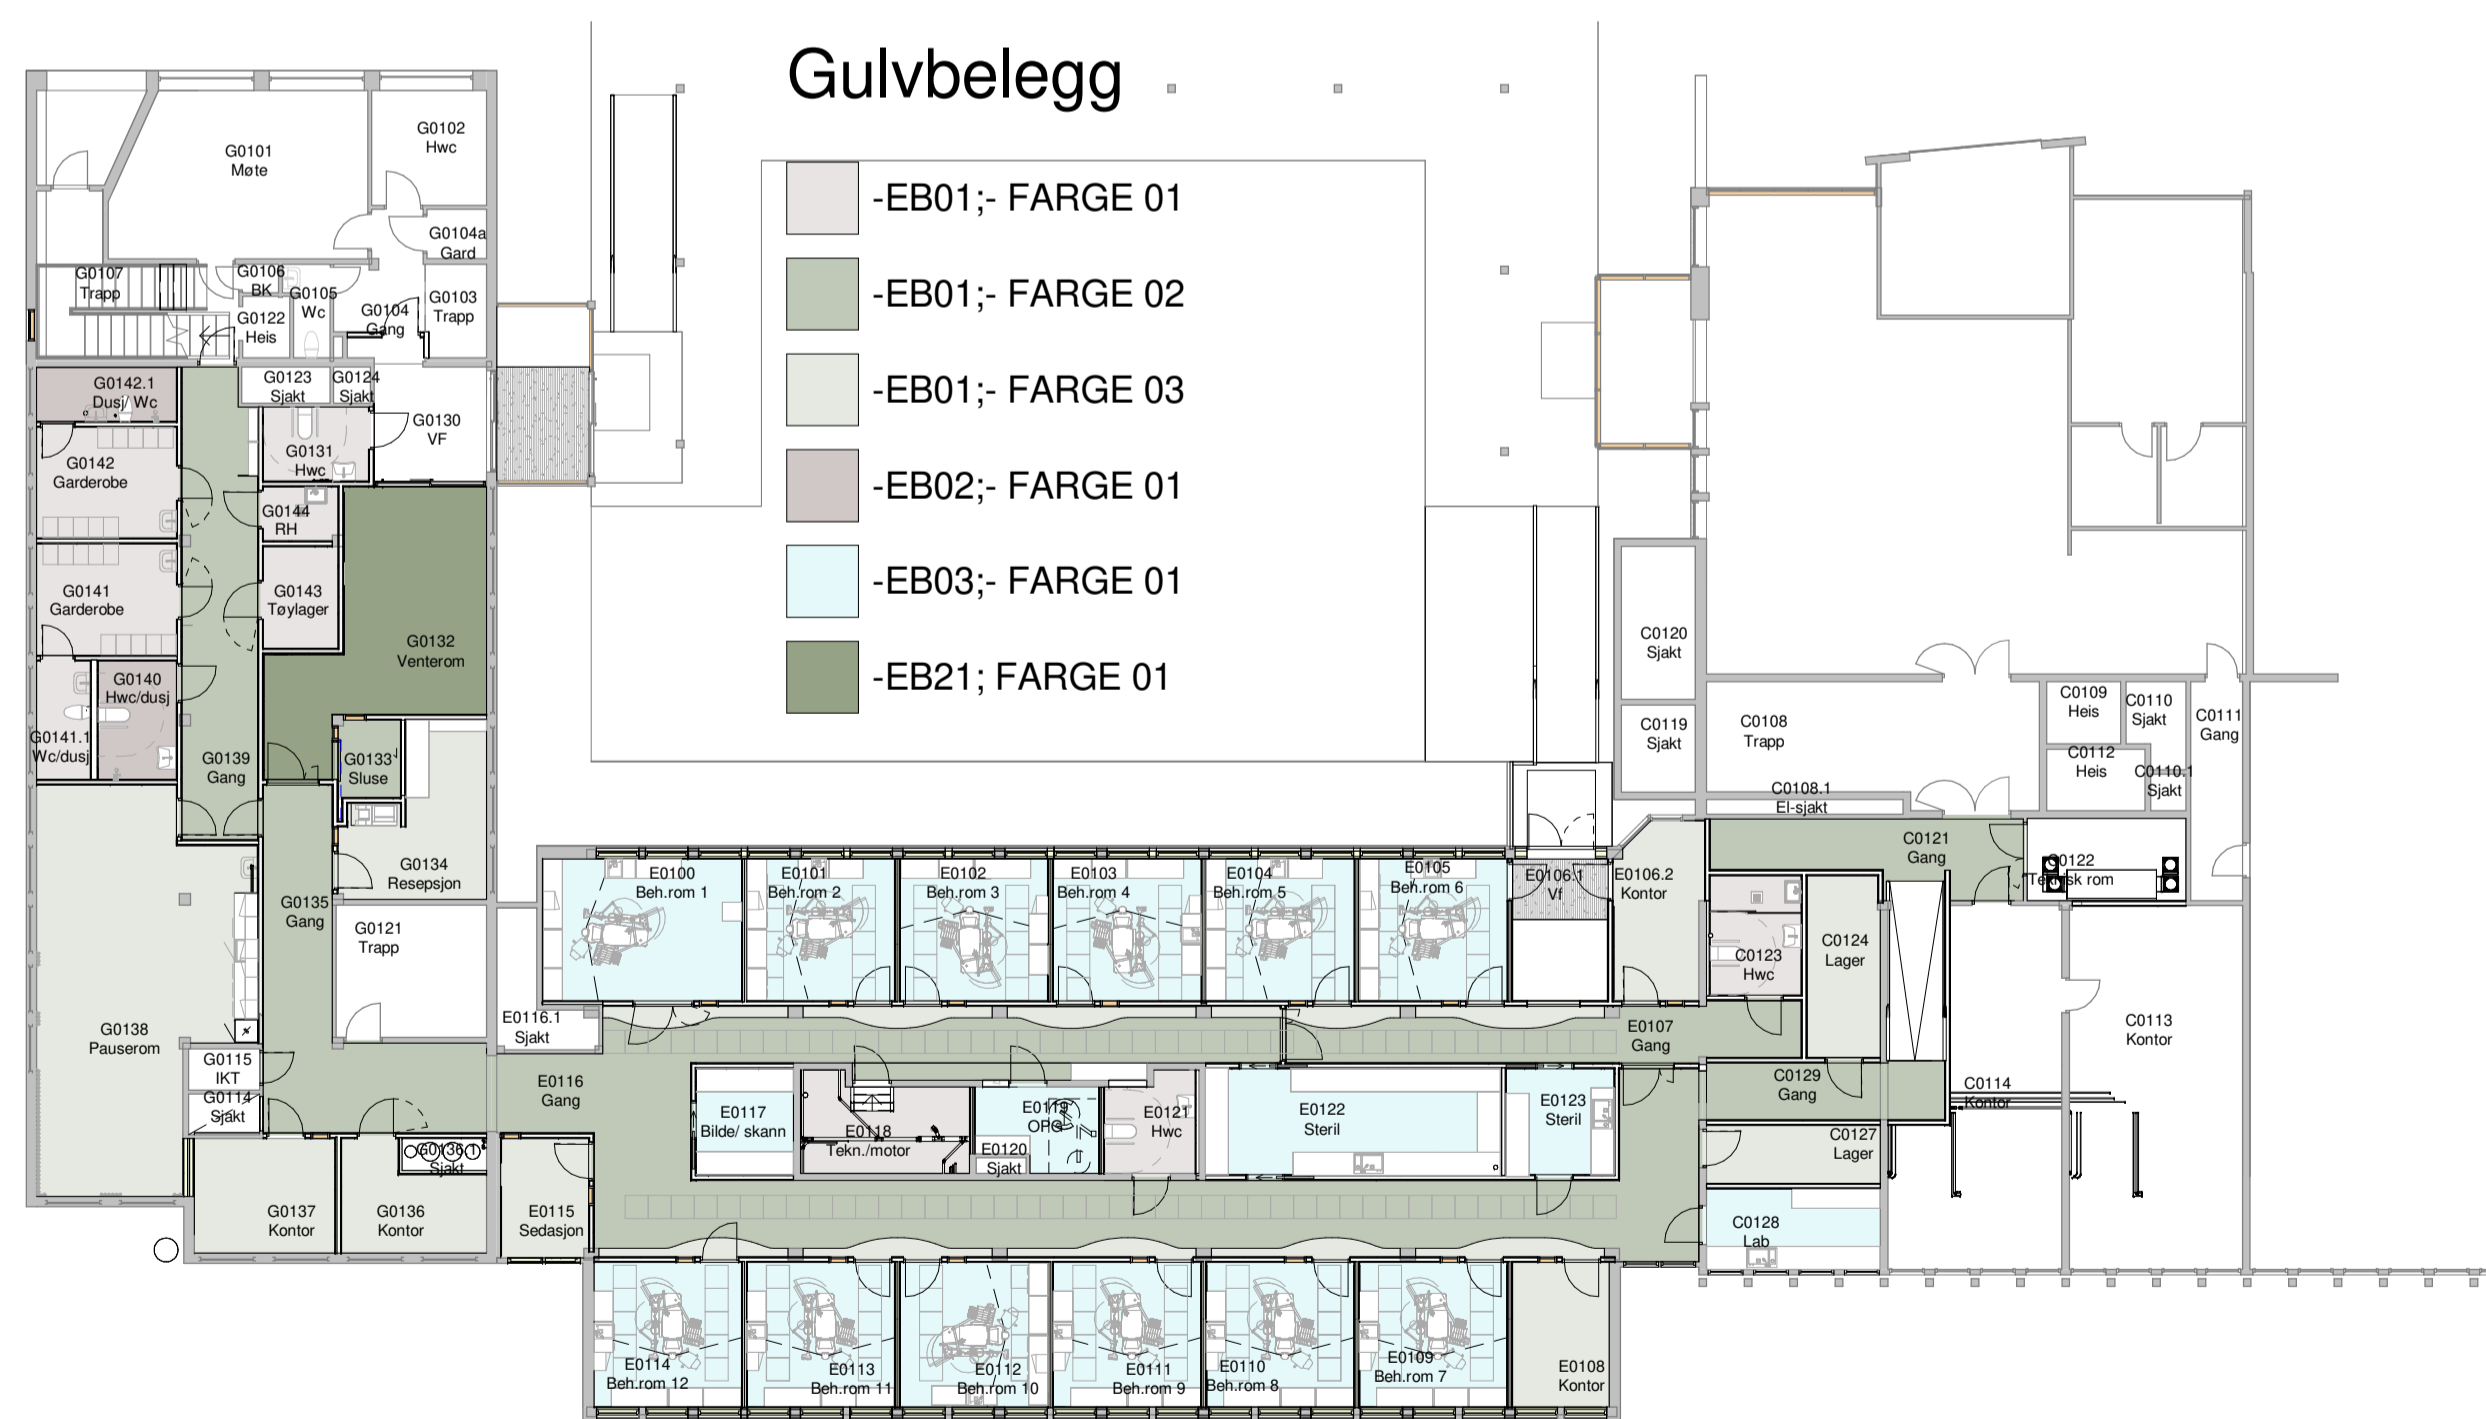 Gulvbelegg
-EB01;- FARGE 01
-EB01;- FARGE 02
-EB01;- FARGE 03
-EB02;- FARGE 01
-EB03;- FARGE 01
-EB21; FARGE 01
G0101
Møte
G0102
Hwc
G0104a
Gard
G0107
Trapp
G0106
BK
G0105
Wc
G0122
Heis
G0104
Gang
G0103
Trapp
G0142.1
Dusj/ Wc
G0123
Sjakt
G0124
Sjakt
G0130
VF
G0131
Hwc
G0142
Garderobe
G0144
RH
G0141
Garderobe
G0143
Tøylager
G0132
Venterom
G0140
Hwc/dusj
G0141.1
Wc/dusj
G0139
Gang
G0133
Sluse
G0134
Resepsjon
G0135
Gang
G0121
Trapp
G0138
Pauserom
G0115
IKT
G0114
Sjakt
G0136.1
Sjakt
G0137
Kontor
G0136
Kontor
E0115
Sedasjon
E0116.1
Sjakt
E0116
Gang
E0100
Beh.rom 1
E0101
Beh.rom 2
E0102
Beh.rom 3
E0103
Beh.rom 4
E0104
Beh.rom 5
E0105
Beh.rom 6
E0106.1
Vf
E0106.2
Kontor
E0107
Gang
E0117
Bilde/ skann
E0118
Tekn./motor
E0119
OPG
E0120
Sjakt
E0121
Hwc
E0122
Steril
E0123
Steril
E0114
Beh.rom 12
E0113
Beh.rom 11
E0112
Beh.rom 10
E0111
Beh.rom 9
E0110
Beh.rom 8
E0109
Beh.rom 7
E0108
Kontor
C0120
Sjakt
C0119
Sjakt
C0108
Trapp
C0108.1
El-sjakt
C0109
Heis
C0110
Sjakt
C0111
Gang
C0112
Heis
C0110.1
Sjakt
C0121
Gang
C0122
Teknisk rom
C0123
Hwc
C0124
Lager
C0129
Gang
C0127
Lager
C0128
Lab
C0114
Kontor
C0113
Kontor